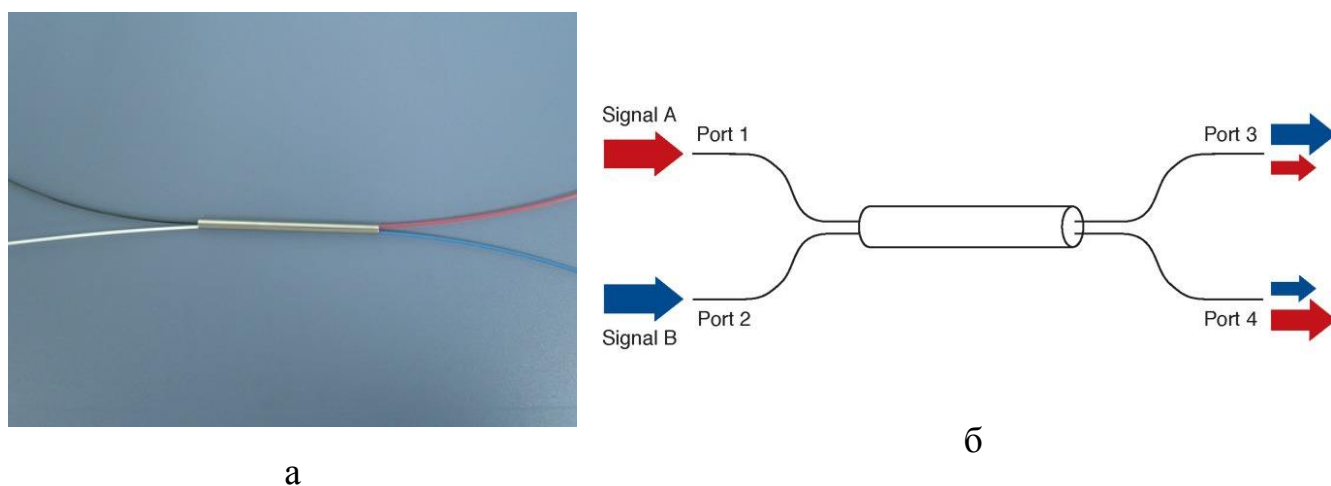 Signal A
Port 1
Port 3
Port 2
Port 4
Signal B
а
б